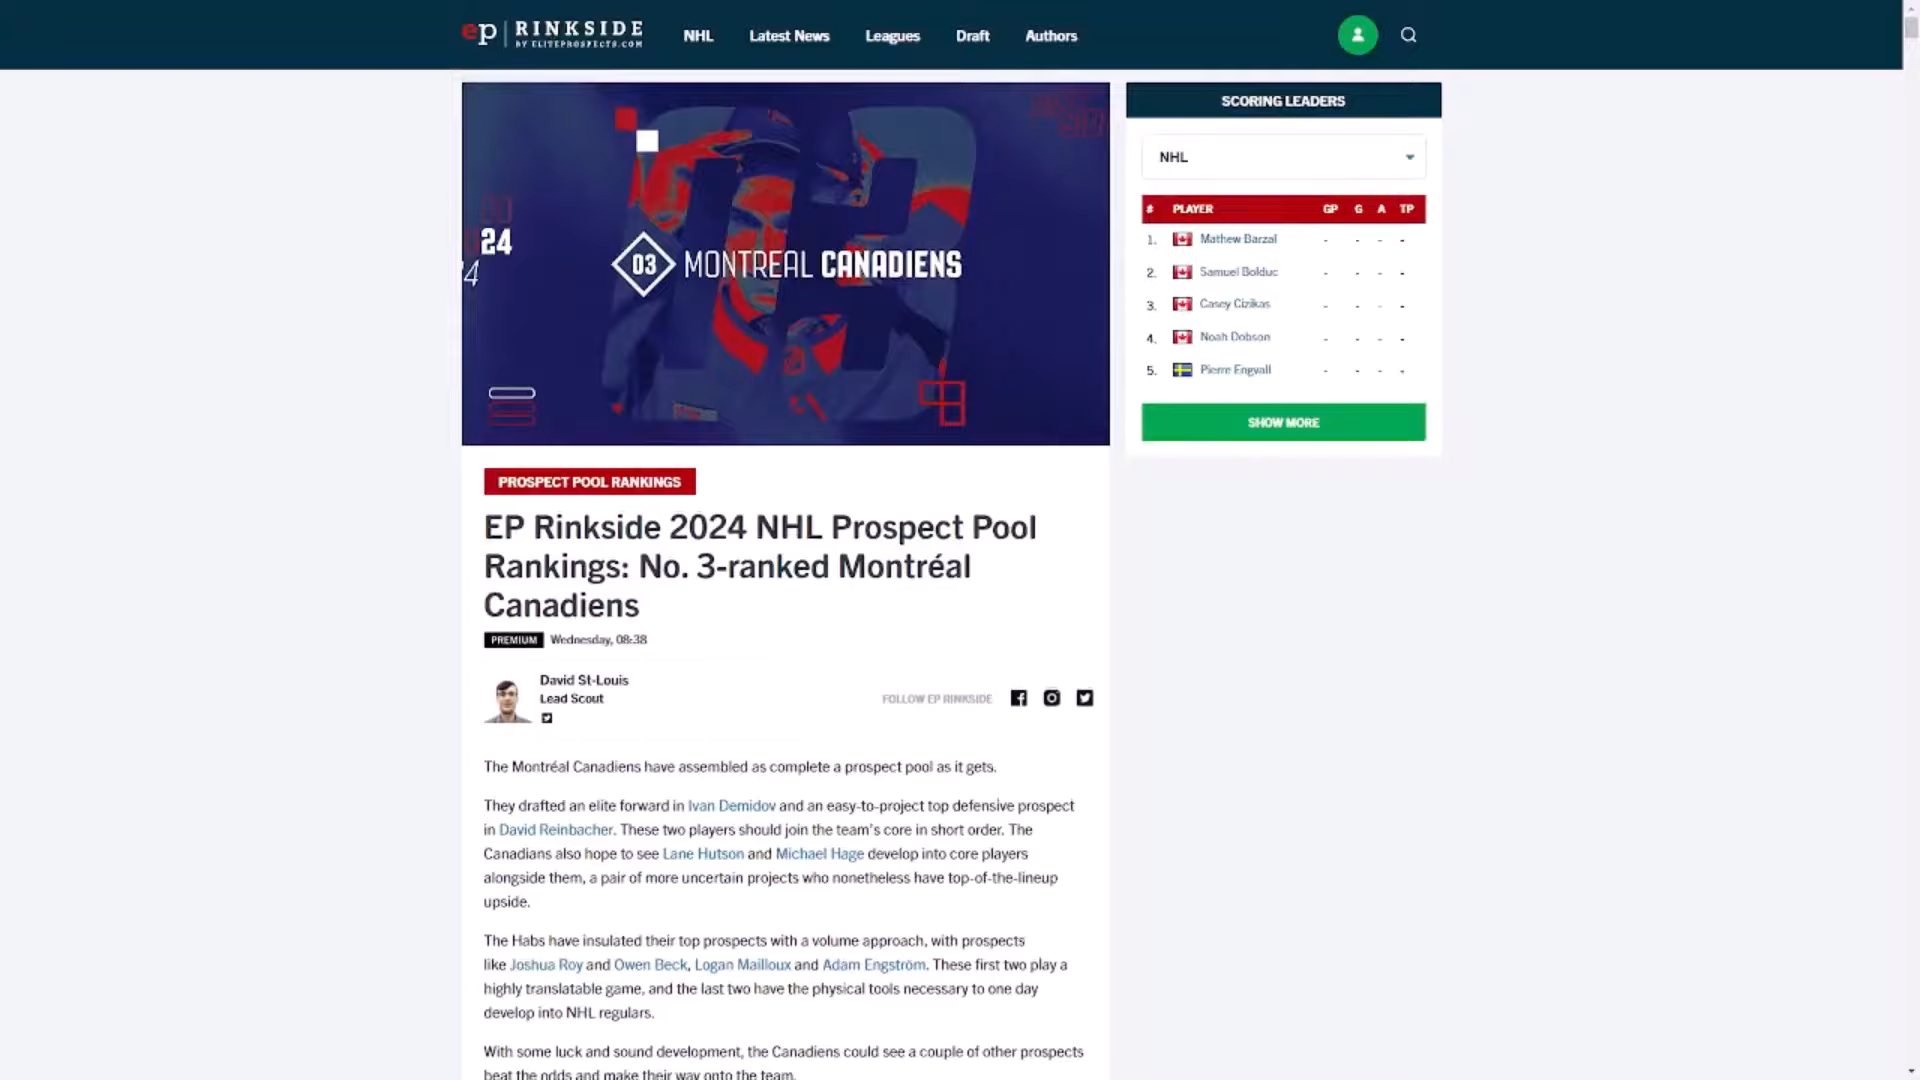 ep RINKSIDE
BY ELITEPROSPECTS.COM
NHL Latest News Leagues Draft Authors
24
03 MONTREAL CANADIENS
PROSPECT POOL RANKINGS
EP Rinkside 2024 NHL Prospect Pool
Rankings: No. 3-ranked Montréal
Canadiens
PREMIUM Wednesday, 08:38
David St-Louis
Lead Scout
FOLLOW EP RINKSIDE
The Montréal Canadiens have assembled as complete a prospect pool as it gets.
They drafted an elite forward in Ivan Demidov and an easy-to-project top defensive prospect
in David Reinbacher. These two players should join the team's core in short order. The
Canadians also hope to see Lane Hutson and Michael Hage develop into core players
alongside them, a pair of more uncertain projects who nonetheless have top-of-the-lineup
upside.
The Habs have insulated their top prospects with a volume approach, with prospects
like Joshua Roy and Owen Beck, Logan Mailloux and Adam Engström. These first two play a
highly translatable game, and the last two have the physical tools necessary to one day
develop into NHL regulars.
With some luck and sound development, the Canadiens could see a couple of other prospects
beat the odds and make their way onto the team.
SCORING LEADERS
NHL
# PLAYER GP G A TP
1. Mathew Barzal - - - -
2. Samuel Bolduc - - - -
3. Casey Cizikas - - - -
4. Noah Dobson - - - -
5. Pierre Engvall - - - -
SHOW MORE